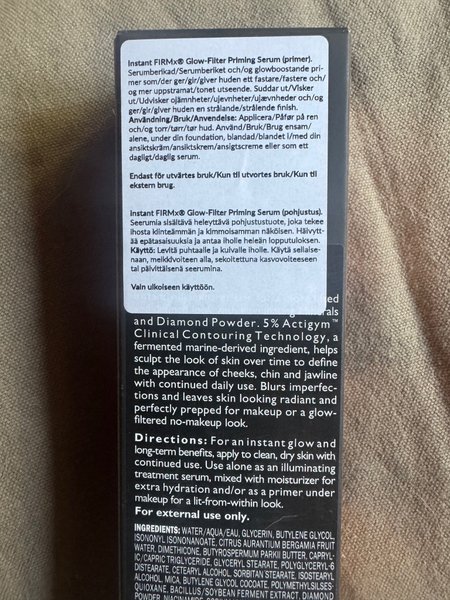 Instant FIRMx® Glow-Filter Priming Serum (primer).
Serumberikad/Serumberiket och/og glowboostande pri-
mer som/der ger/gir/giver huden ett fastare/fastere och/
og mer uppstramat/tonet utseende. Suddar ut/Visker
ut/Udvisker ojämnheter/ujevnheter/ujævnheder och/og
ger/gir/giver huden en strålande/strålende finish.
Användning/Bruk/Anvendelse: Applicera/Påfør på ren
och/og torr/tørr/tør hud. Använd/Bruk/Brug ensam/
alene, under din foundation, blandad/blandet i/med din
ansiktskräm/ansiktskrem/ansigtscreme eller som ett
dagligt/daglig serum.
Endast för utvärtes bruk/Kun til utvortes bruk/Kun til
ekstern brug.
Instant FIRMx® Glow-Filter Priming Serum (pohjustus).
Seerumia sisältävä heleyttävä pohjustustuote, joka tekee
ihosta kiinteämmän ja kimmoisamman näköisen. Häivyt-
tää epätasaisuuksia ja antaa iholle heleän lopputuloksen.
Käyttö: Levitä puhtaalle ja kuivalle iholle. Käytä sellaise-
naan, meikkivoiteen alla, sekoitettuna kasvovoiteeseen
tai päivittäisenä seerumina.
Vain ulkoiseen käyttöön.
and Diamond Powder. 5% Actigym™
Clinical Contouring Technology, a
fermented marine-derived ingredient, helps
sculpt the look of skin over time to define
the appearance of cheeks, chin and jawline
with continued daily use. Blurs imperfec-
tions and leaves skin looking radiant and
perfectly prepped for makeup or a glow-
filtered no-makeup look.
Directions: For an instant glow and
long-term benefits, apply to clean, dry skin with
continued use. Use alone as an illuminating
treatment serum, mixed with moisturizer for
extra hydration and/or as a primer under
makeup for a lit-from-within look.
For external use only.
INGREDIENTS: WATER/AQUA/EAU, GLYCERIN, BUTYLENE GLYCOL,
ISONONYL ISONONANOATE, CITRUS AURANTIUM BERGAMIA FRUIT
WATER, DIMETHICONE, BUTYROSPERMUM PARKII BUTTER, CAPRYL-
IC/CAPRIC TRIGLYCERIDE, GLYCERYL STEARATE, POLYGLYCERYL-6
DISTEARATE, CETEARYL ALCOHOL, SORBITAN STEARATE, ISOSTEARYL
ALCOHOL, MICA, BUTYLENE GLYCOL COCOATE, POLYMETHYLSILSES-
QUIOXANE, BACILLUS/SOYBEAN FERMENT EXTRACT, DIAMOND